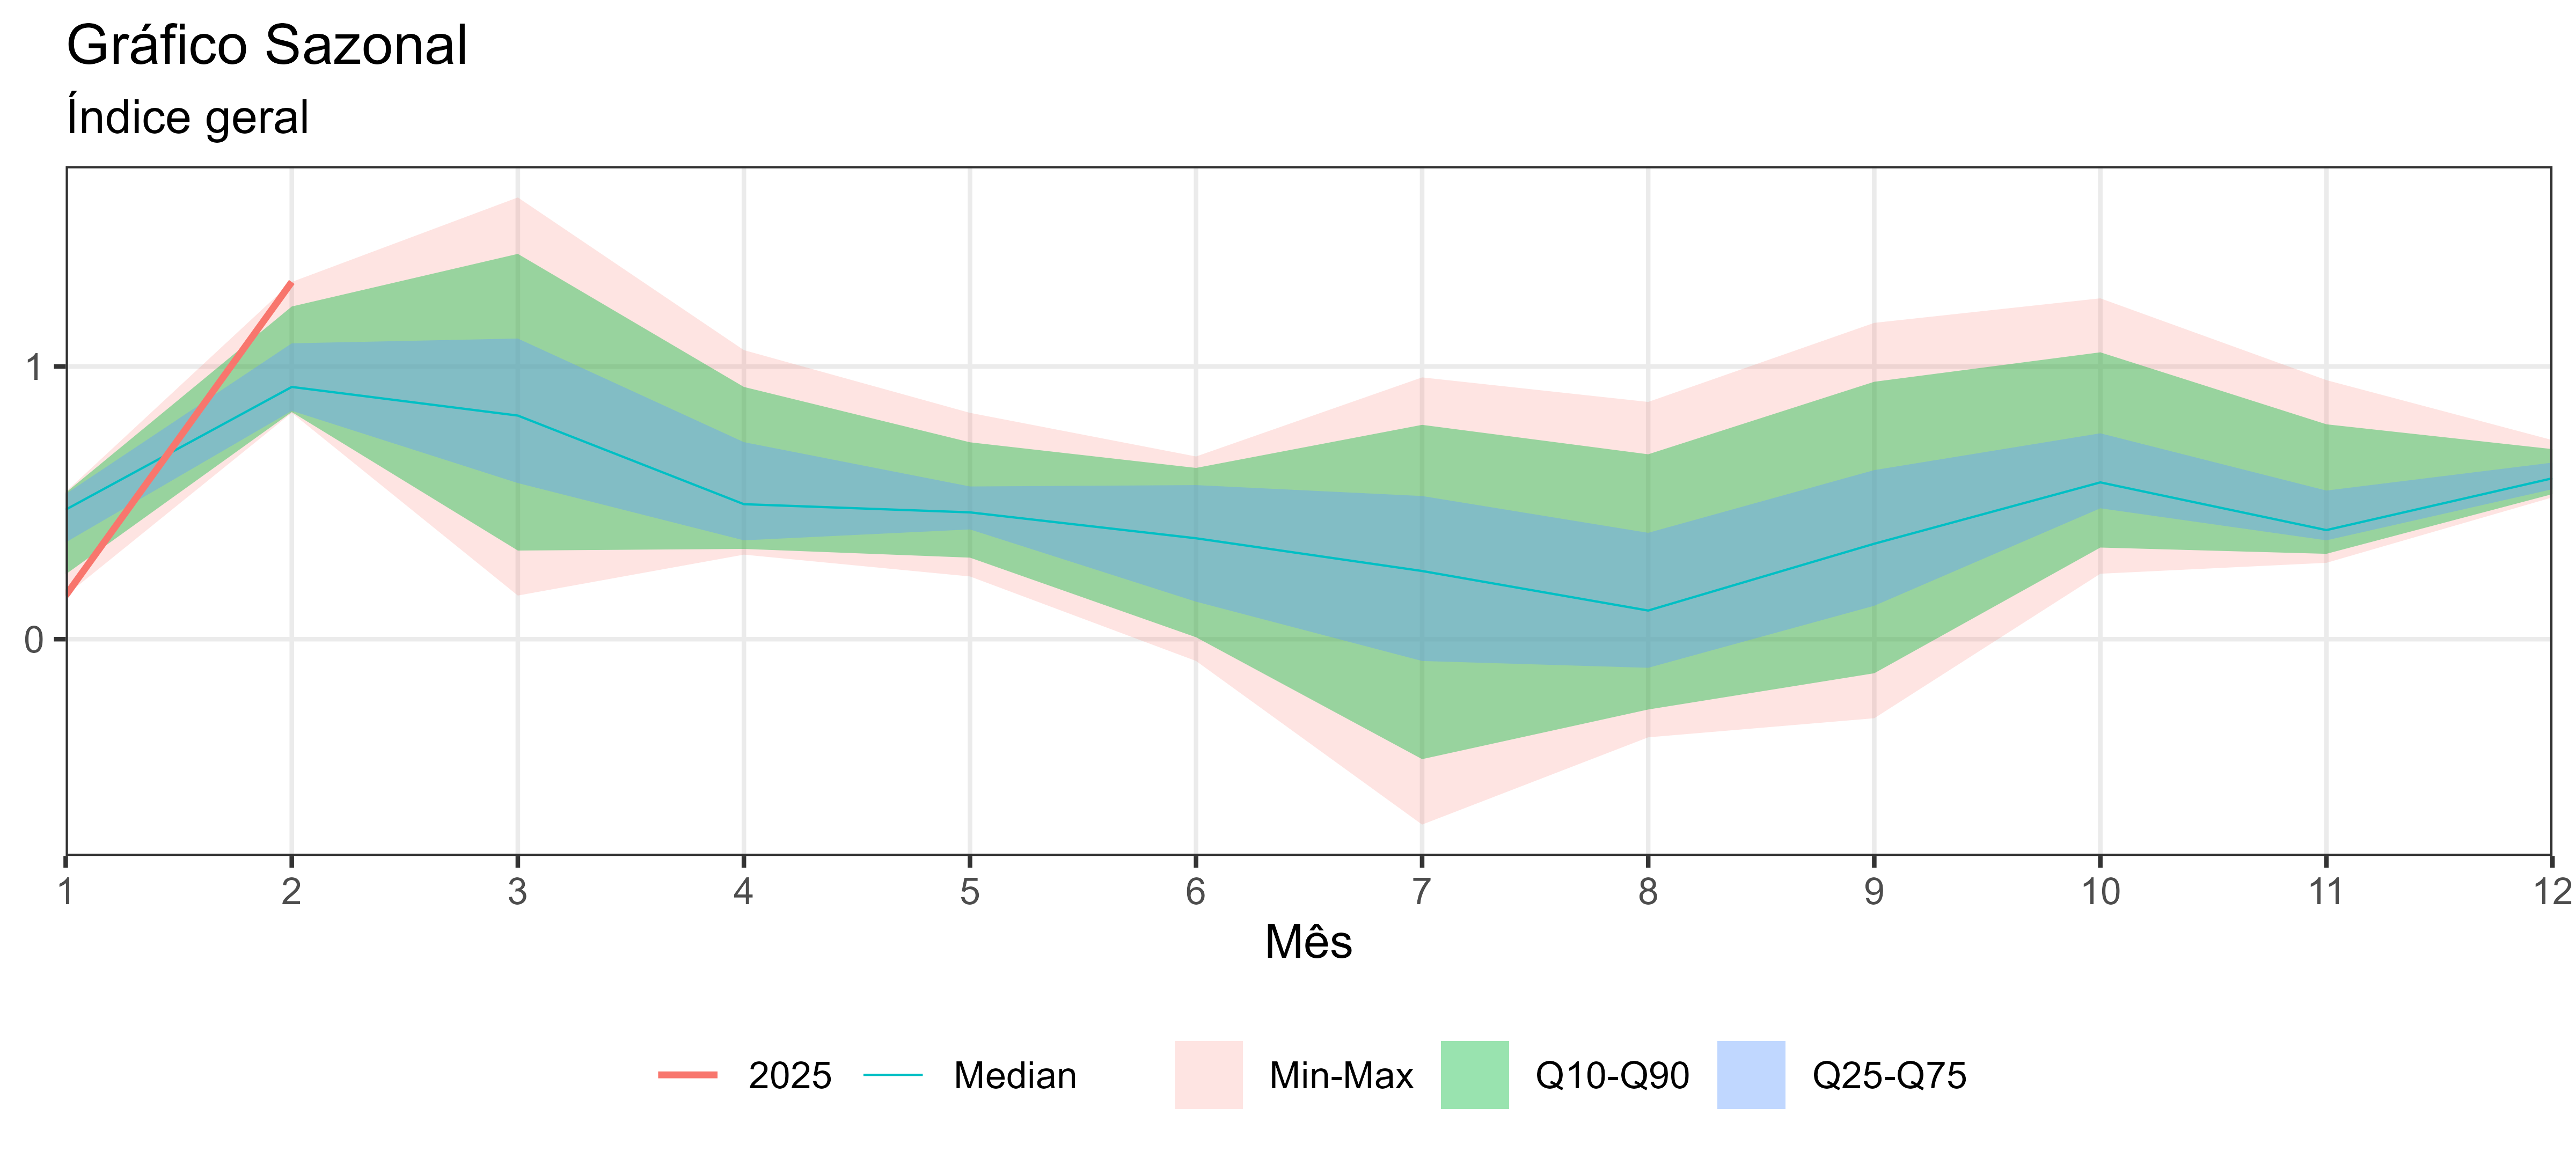 Gráfico Sazonal
Índice geral
1
0
1 2 3 4 5 6 7 8 9 10 11 12
Mês
2025 Median Min-Max Q10-Q90 Q25-Q75